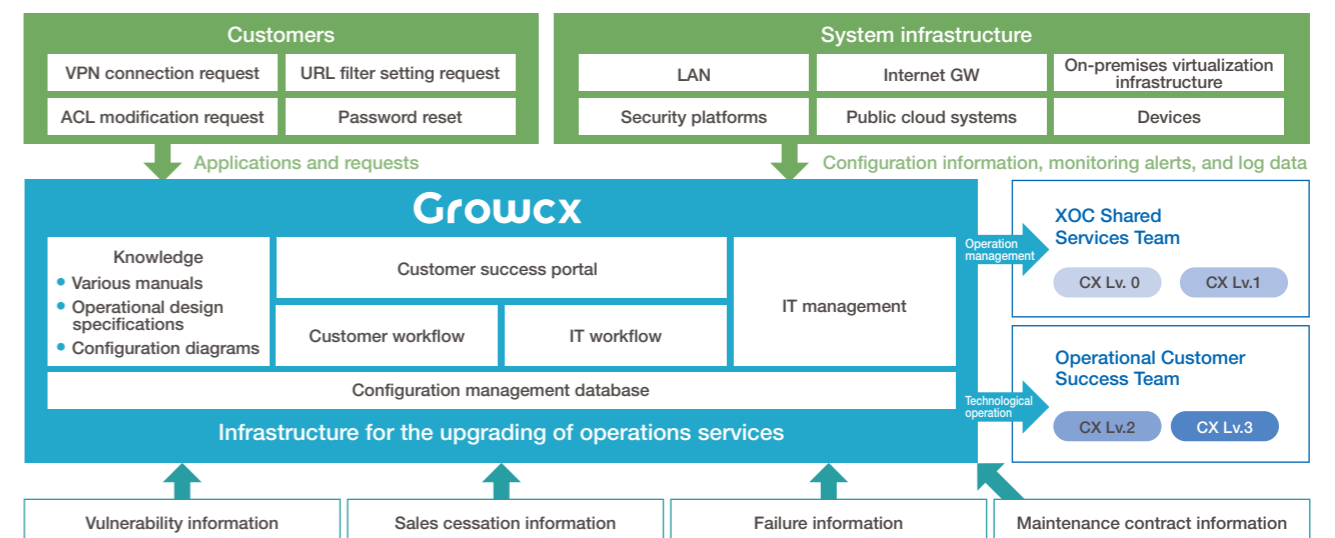 Customers
VPN connection request
URL filter setting request
ACL modification request
Password reset
System infrastructure
LAN
Internet GW
On-premises virtualization
infrastructure
Security platforms
Public cloud systems
Devices
Applications and requests
Configuration information, monitoring alerts, and log data
Growcx
Knowledge
• Various manuals
• Operational design
specifications
• Configuration diagrams
Customer success portal
Customer workflow
IT workflow
IT management
Configuration management database
Infrastructure for the upgrading of operations services
Operation
management
XOC Shared
Services Team
CX Lv. 0
CX Lv.1
Technological
operation
Operational Customer
Success Team
CX Lv.2
CX Lv.3
Vulnerability information
Sales cessation information
Failure information
Maintenance contract information